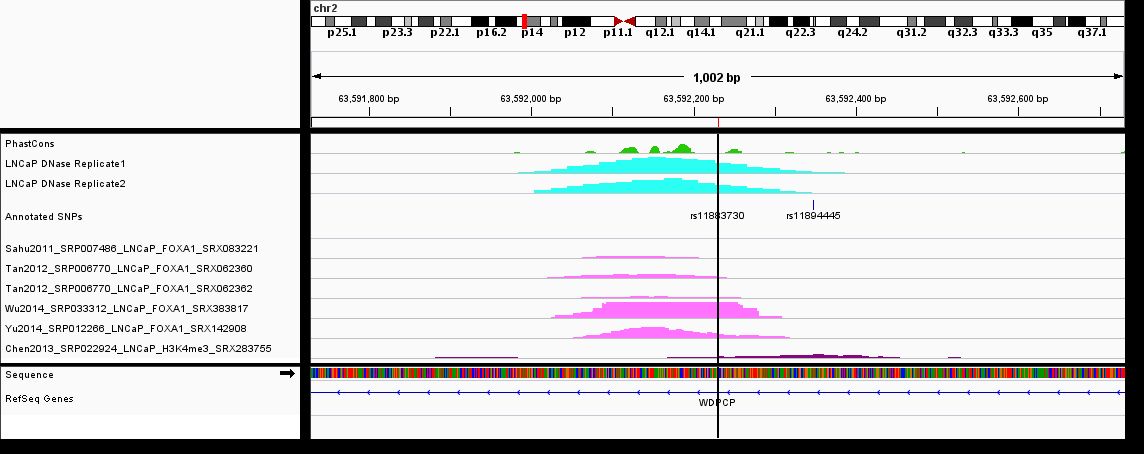 chr2
p25.1 p23.3 p22.1 p16.2 p14 p12 p11.1 q12.1 q14.1 q21.1 q22.3 q24.2 q31.2 q32.3 q33.3 q35 q37.1
1,002 bp
63,591,800 bp 63,592,000 bp 63,592,200 bp 63,592,400 bp 63,592,600 bp
PhastCons
LNCaP DNase Replicate1
LNCaP DNase Replicate2
Annotated SNPs
rs11883730 rs11894445
Sahu2011_SRP007486_LNCaP_FOXA1_SRX083221
Tan2012_SRP006770_LNCaP_FOXA1_SRX062360
Tan2012_SRP006770_LNCaP_FOXA1_SRX062362
Wu2014_SRP033312_LNCaP_FOXA1_SRX383817
Yu2014_SRP012266_LNCaP_FOXA1_SRX142908
Chen2013_SRP022924_LNCaP_H3K4me3_SRX283755
Sequence
RefSeq Genes
WDPCP